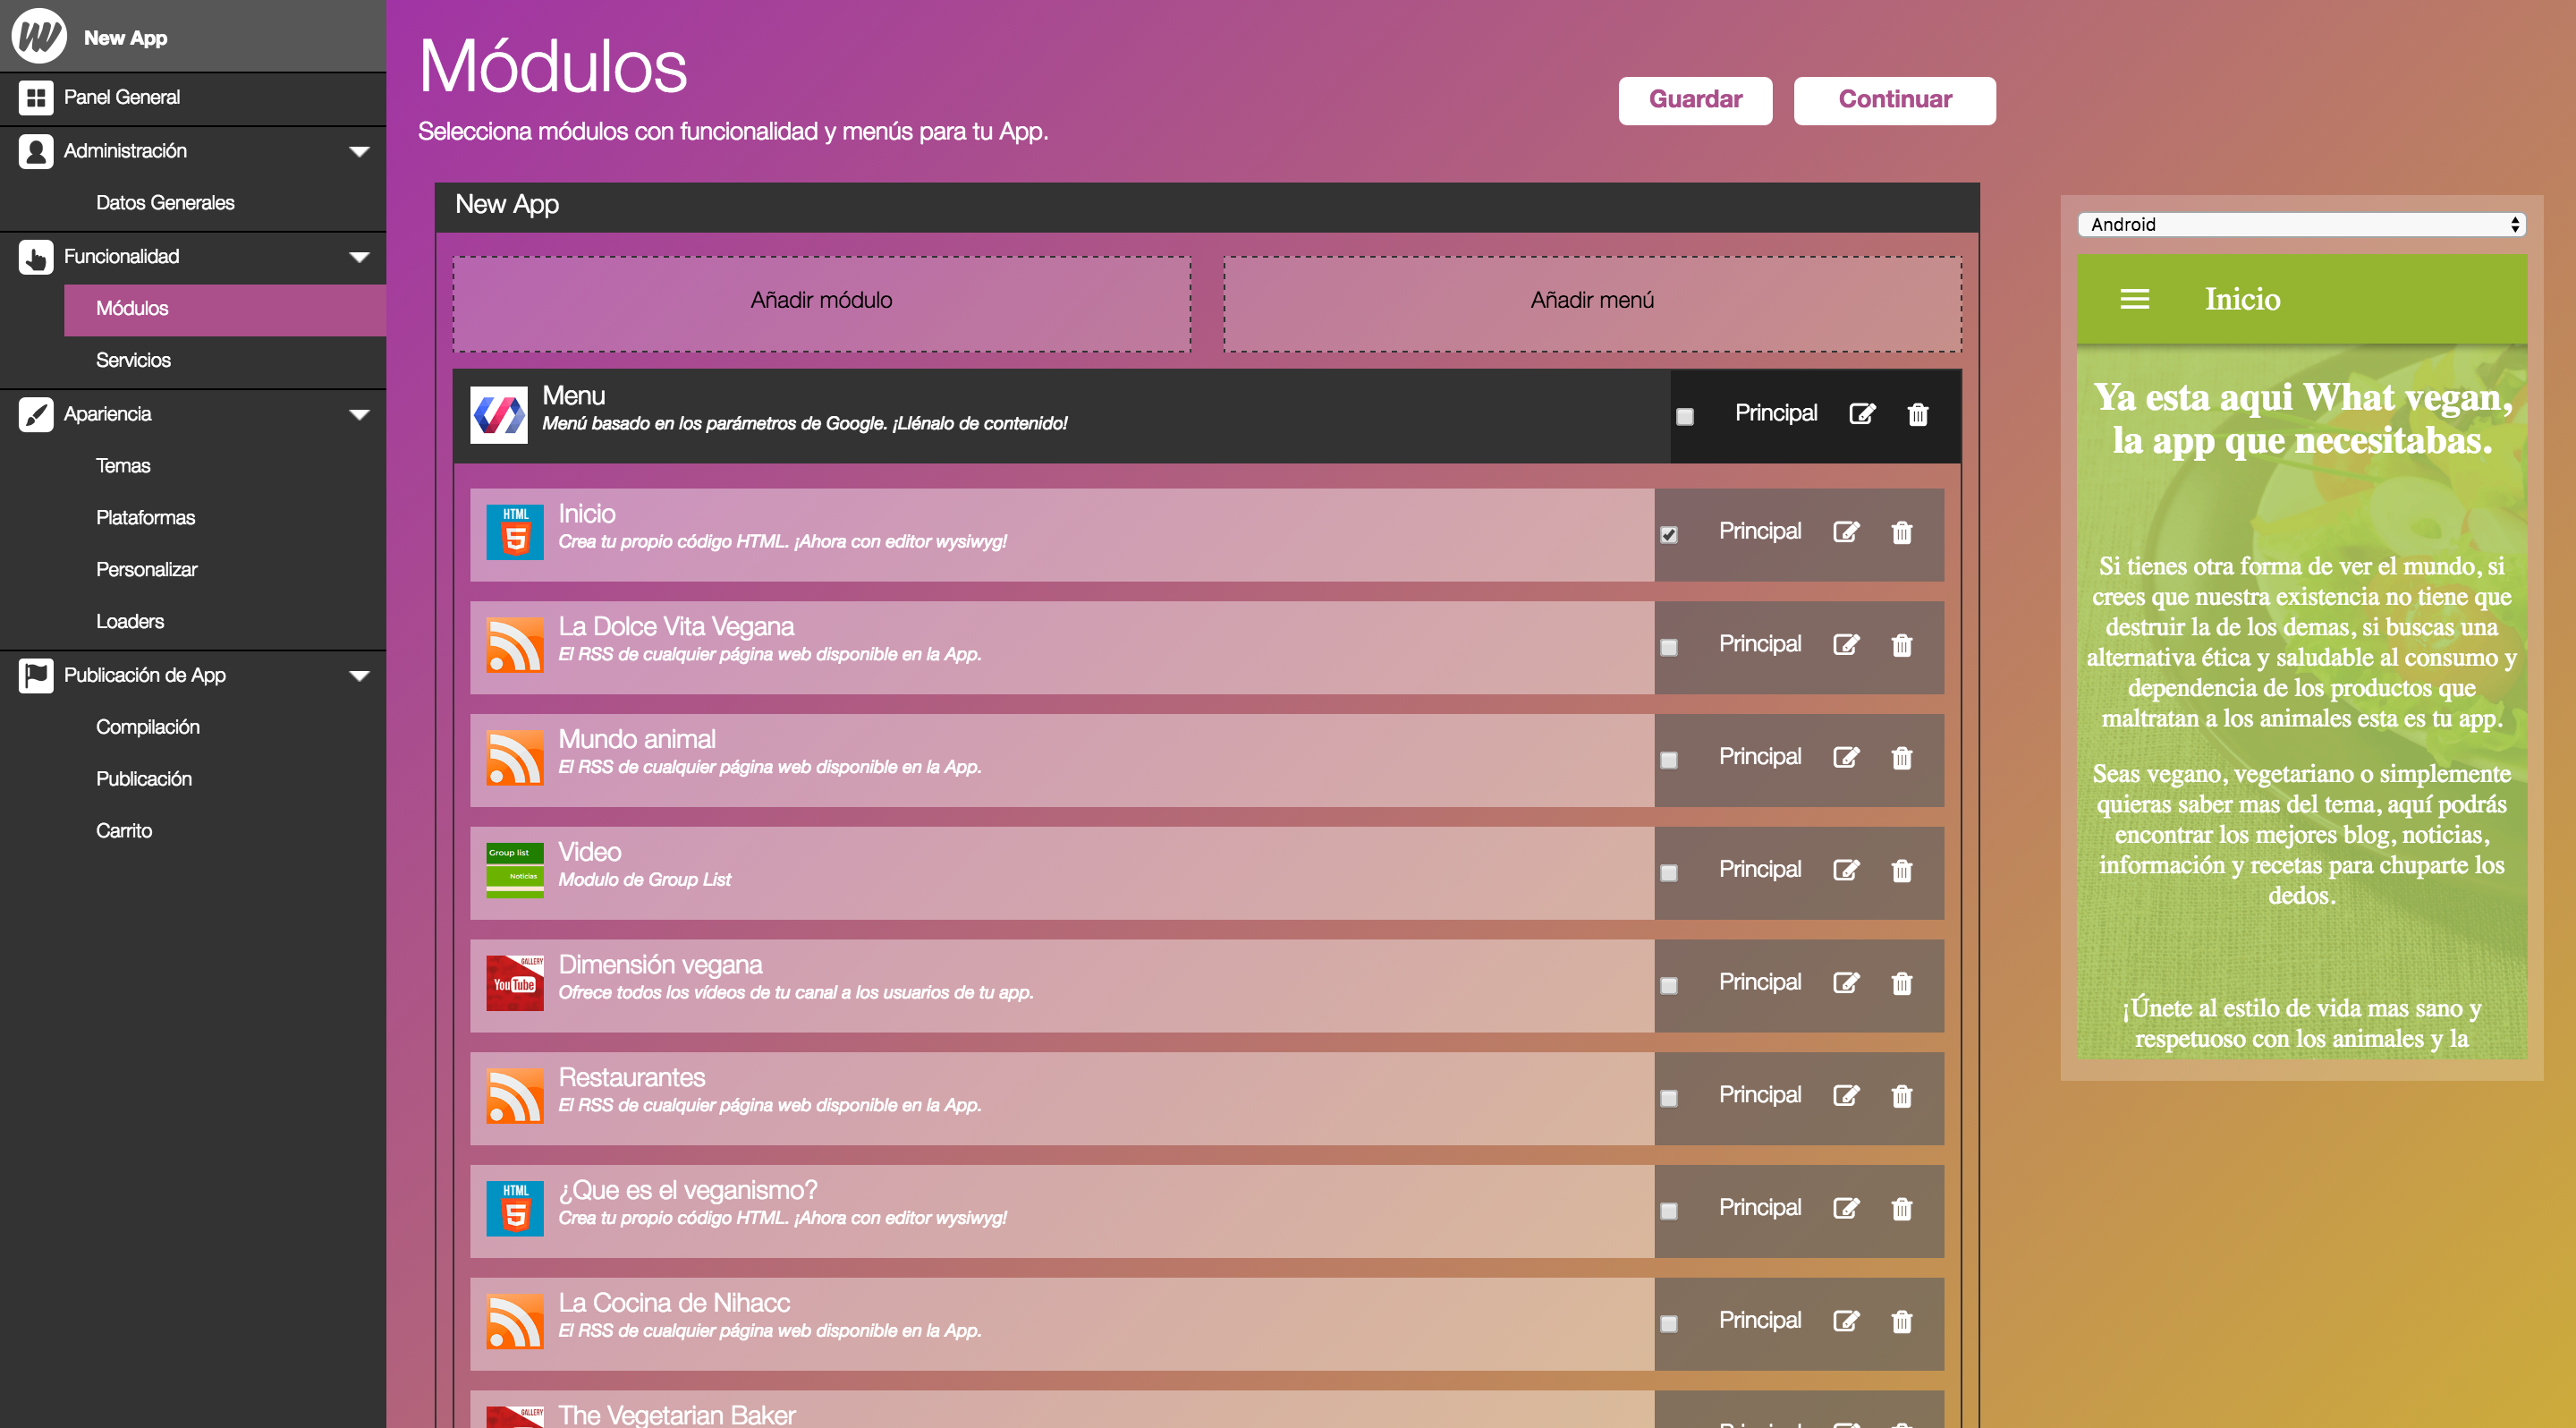 New App
Panel General
Administración
Datos Generales
Funcionalidad
Módulos
Servicios
Apariencia
Temas
Plataformas
Personalizar
Loaders
Publicación de App
Compilación
Publicación
Carrito
Módulos
Selecciona módulos con funcionalidad y menús para tu App.
Guardar
Continuar
New App
Añadir módulo
Añadir menú
Menu
Menú basado en los parámetros de Google. ¡Llénalo de contenido!
Principal
HTML
5
Inicio
Crea tu propio código HTML. ¡Ahora con editor wysiwyg!
Principal
La Dolce Vita Vegana
El RSS de cualquier página web disponible en la App.
Principal
Mundo animal
El RSS de cualquier página web disponible en la App.
Principal
Group list
Noticias
Video
Modulo de Group List
Principal
GALLERY
YouTube
Dimensión vegana
Ofrece todos los vídeos de tu canal a los usuarios de tu app.
Principal
Restaurantes
El RSS de cualquier página web disponible en la App.
Principal
HTML
5
¿Que es el veganismo?
Crea tu propio código HTML. ¡Ahora con editor wysiwyg!
Principal
La Cocina de Nihacc
El RSS de cualquier página web disponible en la App.
Principal
GALLERY
The Vegetarian Baker
Principal
Android
Inicio
Ya esta aqui What vegan,
la app que necesitabas.
Si tienes otra forma de ver el mundo, si
crees que nuestra existencia no tiene que
destruir la de los demas, si buscas una
alternativa ética y saludable al consumo y
dependencia de los productos que
maltratan a los animales esta es tu app.
Seas vegano, vegetariano o simplemente
quieras saber mas del tema, aquí podrás
encontrar los mejores blog, noticias,
información y recetas para chuparte los
dedos.
¡Únete al estilo de vida mas sano y
respetuoso con los animales y la